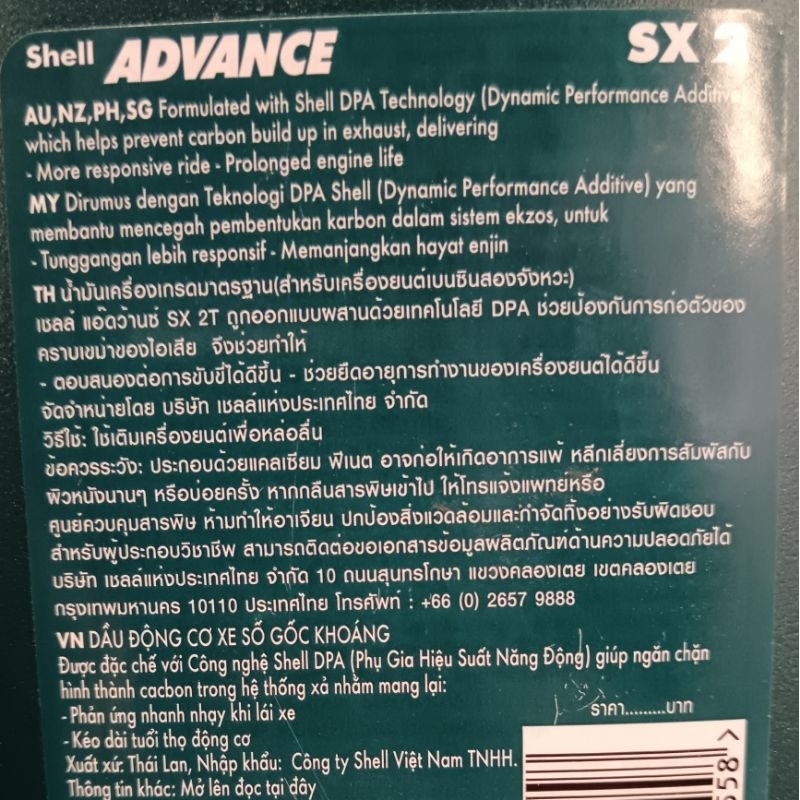 Shell ADVANCE SX 2
AU,NZ,PH,SG Formulated with Shell DPA Technology (Dynamic Performance Additive
which helps prevent carbon build up in exhaust, delivering
- More responsive ride - Prolonged engine life
MY Dirumus dengan Teknologi DPA Shell (Dynamic Performance Additive) yang
membantu mencegah pembentukan karbon dalam sistem ekzos, untuk
- Tunggangan lebih responsif - Memanjangkan hayat enjin
TH น้ำมันเครื่องเกรดมาตรฐาน(สำหรับเครื่องยนต์เบนซินสองจังหวะ)
เชลล์ แอ๊ดว้านซ์ SX 2T ถูกออกแบบผสานด้วยเทคโนโลยี DPA ช่วยป้องกันการก่อตัวของ
คราบเขม่าของไอเสีย จึงช่วยทำให้
- ตอบสนองต่อการขับขี่ได้ดีขึ้น - ช่วยยืดอายุการทำงานของเครื่องยนต์ได้ดีขึ้น
จัดจำหน่ายโดย บริษัท เชลล์แห่งประเทศไทย จำกัด
วิธีใช้: ใช้เติมเครื่องยนต์เพื่อหล่อลื่น
ข้อควรระวัง: ประกอบด้วยแคลเซียม ฟีเนต อาจก่อให้เกิดอาการแพ้ หลีกเลี่ยงการสัมผัสกับ
ผิวหนังนานๆ หรือบ่อยครั้ง หากกลืนสารพิษเข้าไป ให้โทรแจ้งแพทย์หรือ
ศูนย์ควบคุมสารพิษ ห้ามทำให้อาเจียน ปกป้องสิ่งแวดล้อมและกำจัดทิ้งอย่างรับผิดชอบ
สำหรับผู้ประกอบวิชาชีพ สามารถติดต่อขอเอกสารข้อมูลผลิตภัณฑ์ด้านความปลอดภัยได้
บริษัท เชลล์แห่งประเทศไทย จำกัด 10 ถนนสุนทรโกษา แขวงคลองเตย เขตคลองเตย
กรุงเทพมหานคร 10110 ประเทศไทย โทรศัพท์ : +66 (0) 2657 9888
VN DẦU ĐỘNG CƠ XE SỐ GỐC KHOÁNG
Được đặc chế với Công nghệ Shell DPA (Phụ Gia Hiệu Suất Năng Động) giúp ngăn chặn
hình thành cacbon trong hệ thống xả nhằm mang lại:
- Phản ứng nhanh nhạy khi lái xe
- Kéo dài tuổi thọ động cơ
ราคา.........บาท
Xuất xứ: Thái Lan, Nhập khẩu: Công ty Shell Việt Nam TNHH.
Thông tin khác: Mở lên đọc tại đây
558 >